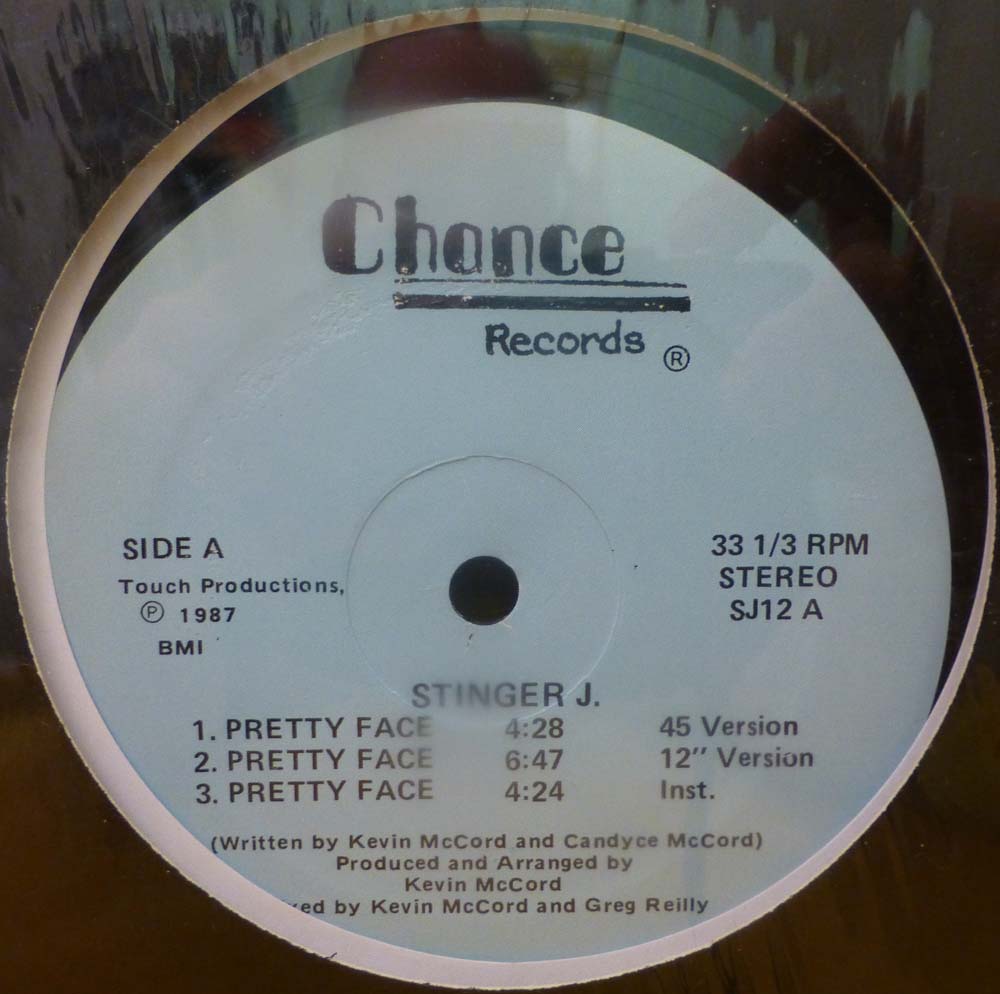 Chance
Records ®
SIDE A
Touch Productions,
℗ 1987
BMI
33 1/3 RPM
STEREO
SJ12 A
STINGER J.
1. PRETTY FACE 4:28 45 Version
2. PRETTY FACE 6:47 12" Version
3. PRETTY FACE 4:24 Inst.
(Written by Kevin McCord and Candyce McCord)
Produced and Arranged by
Kevin McCord
by Kevin McCord and Greg Reilly